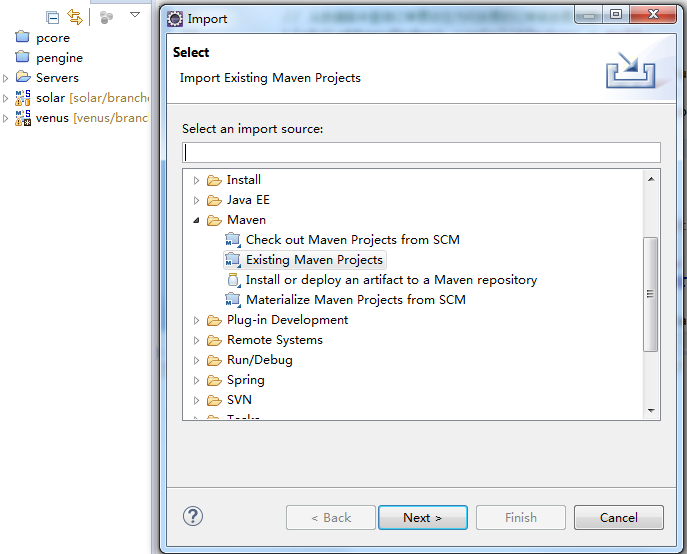 pcore
pengine
Servers
solar [solar/branche
venus [venus/branch
Import
Select
Import Existing Maven Projects
Select an import source:
Install
Java EE
Maven
Check out Maven Projects from SCM
Existing Maven Projects
Install or deploy an artifact to a Maven repository
Materialize Maven Projects from SCM
Plug-in Development
Remote Systems
Run/Debug
Spring
SVN
Tasks
?
< Back
Next >
Finish
Cancel